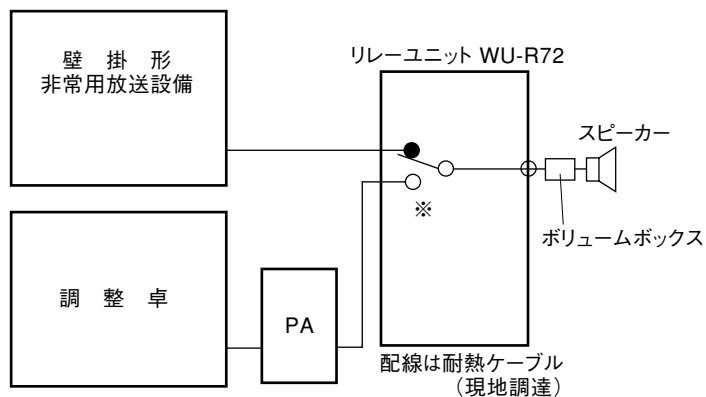 壁 掛 形
非常用放送設備
リレーユニット WU-R72
スピーカー
※
ボリュームボックス
調 整 卓
PA
配線は耐熱ケーブル
（現地調達）